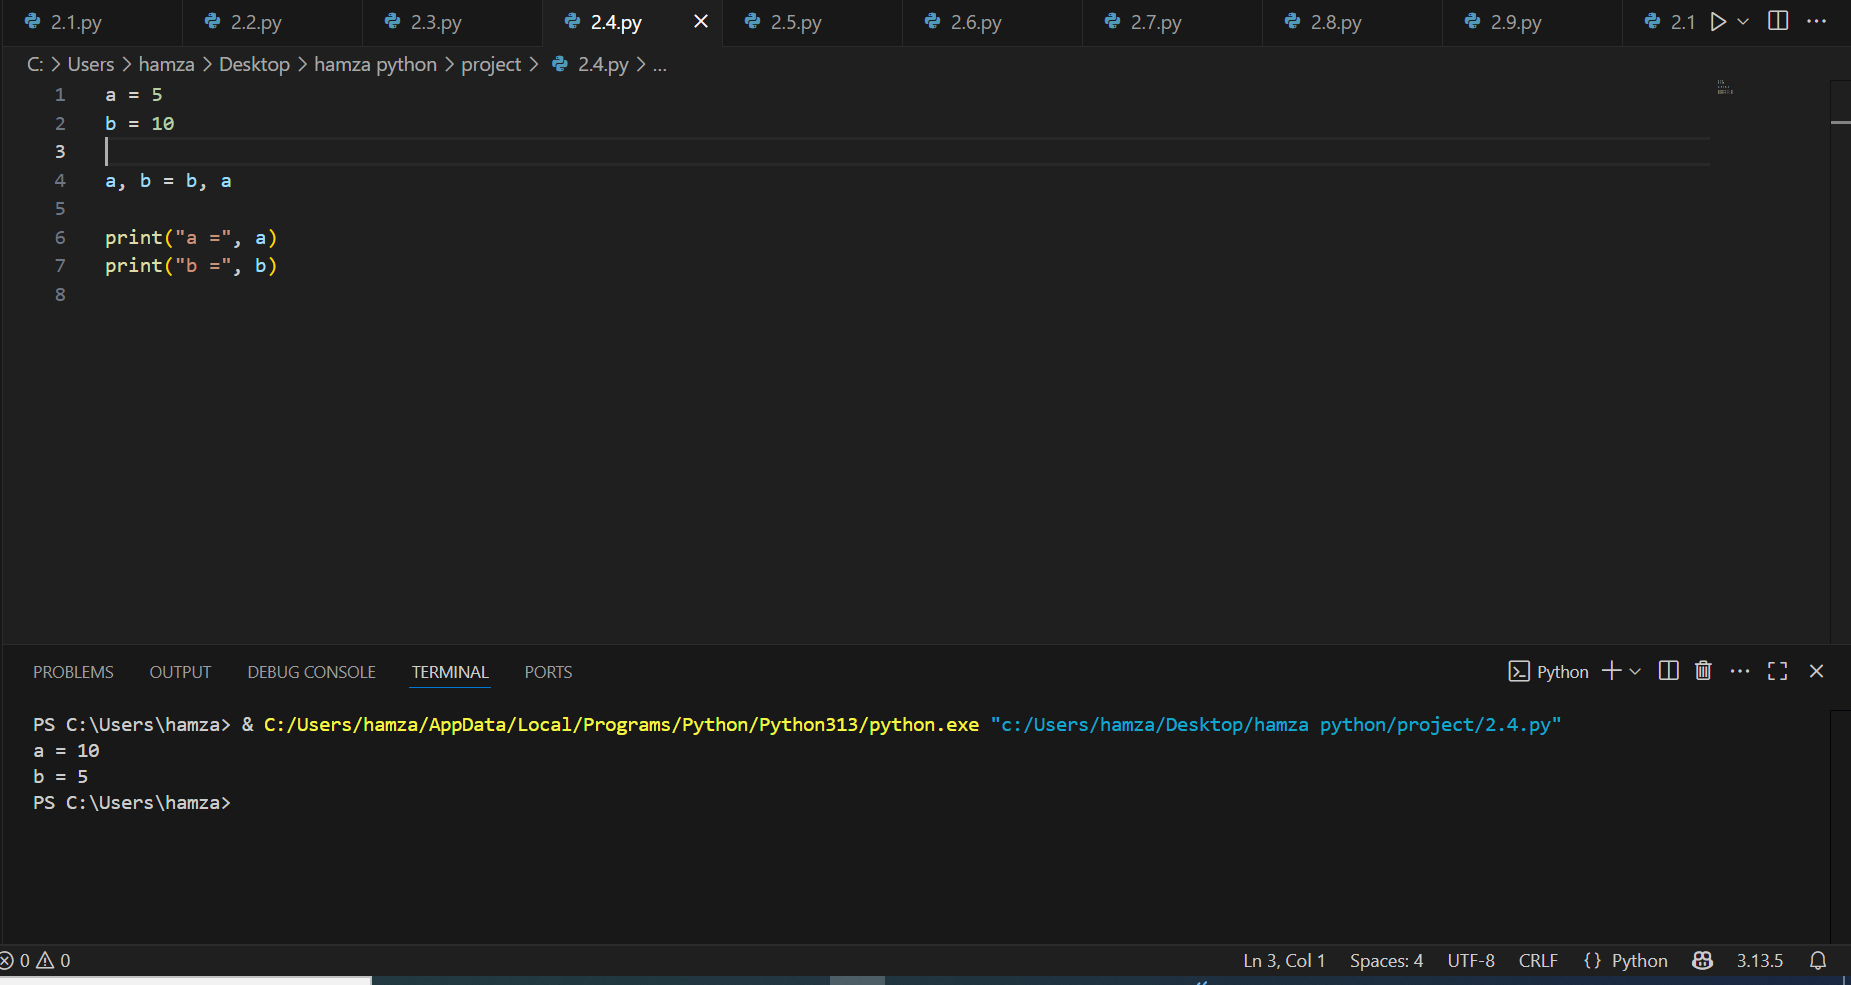 2.1.py 2.2.py 2.3.py 2.4.py 2.5.py 2.6.py 2.7.py 2.8.py 2.9.py 2.1
C: > Users > hamza > Desktop > hamza python > project > 2.4.py > ...
1 a = 5
2 b = 10
3
4 a, b = b, a
5
6 print("a =", a)
7 print("b =", b)
8
PROBLEMS OUTPUT DEBUG CONSOLE TERMINAL PORTS Python
PS C:\Users\hamza> & C:/Users/hamza/AppData/Local/Programs/Python/Python313/python.exe "c:/Users/hamza/Desktop/hamza python/project/2.4.py"
a = 10
b = 5
PS C:\Users\hamza>
0 0 Ln 3, Col 1 Spaces: 4 UTF-8 CRLF {} Python 3.13.5